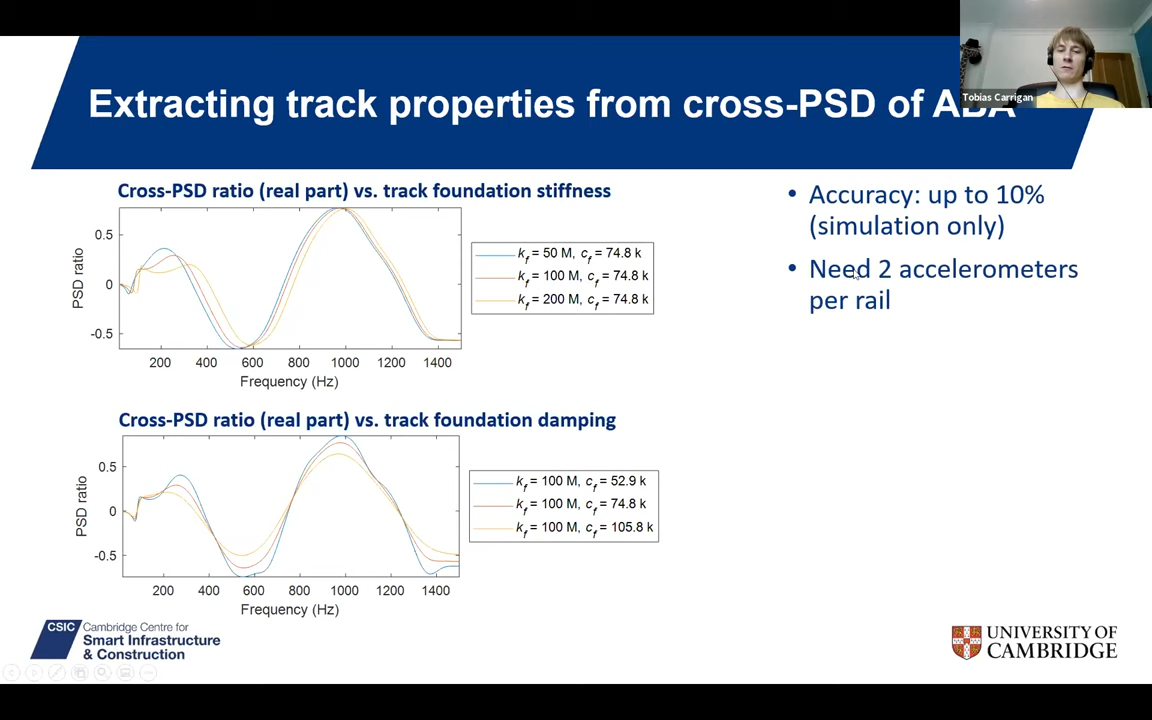 Extracting track properties from cross-PSD of ABA
Tobias Carrigan
Cross-PSD ratio (real part) vs. track foundation stiffness
PSD ratio
0.5
0
-0.5
200 400 600 800 1000 1200 1400
Frequency (Hz)
k_f = 50 M, c_f = 74.8 k
k_f = 100 M, c_f = 74.8 k
k_f = 200 M, c_f = 74.8 k
Cross-PSD ratio (real part) vs. track foundation damping
PSD ratio
0.5
0
-0.5
200 400 600 800 1000 1200 1400
Frequency (Hz)
k_f = 100 M, c_f = 52.9 k
k_f = 100 M, c_f = 74.8 k
k_f = 100 M, c_f = 105.8 k
• Accuracy: up to 10%
(simulation only)
• Need 2 accelerometers
per rail
CSIC
Cambridge Centre for
Smart Infrastructure
& Construction
UNIVERSITY OF
CAMBRIDGE